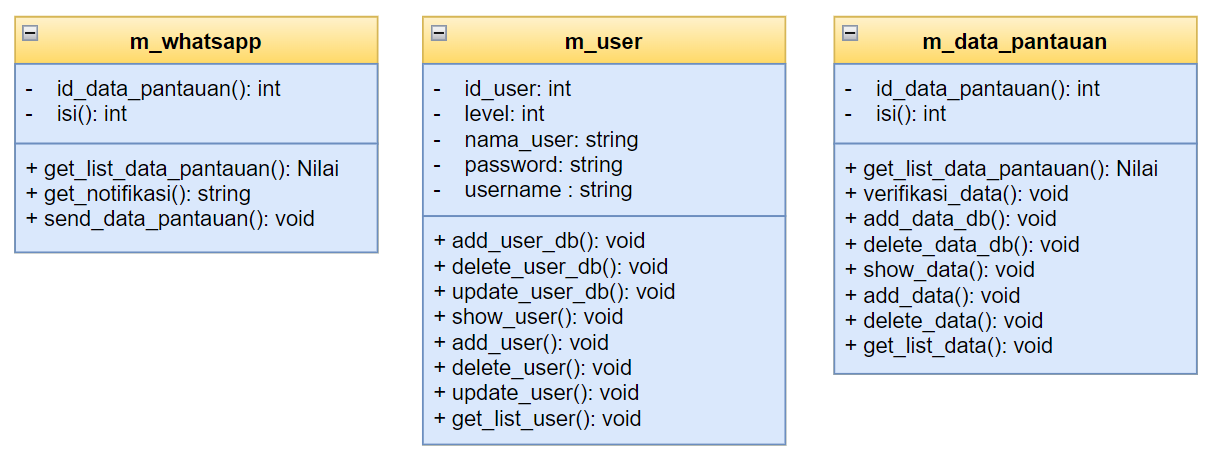 m_whatsapp
- id_data_pantauan(): int
- isi(): int
+ get_list_data_pantauan(): Nilai
+ get_notifikasi(): string
+ send_data_pantauan(): void
m_user
- id_user: int
- level: int
- nama_user: string
- password: string
- username : string
+ add_user_db(): void
+ delete_user_db(): void
+ update_user_db(): void
+ show_user(): void
+ add_user(): void
+ delete_user(): void
+ update_user(): void
+ get_list_user(): void
m_data_pantauan
- id_data_pantauan(): int
- isi(): int
+ get_list_data_pantauan(): Nilai
+ verifikasi_data(): void
+ add_data_db(): void
+ delete_data_db(): void
+ show_data(): void
+ add_data(): void
+ delete_data(): void
+ get_list_data(): void